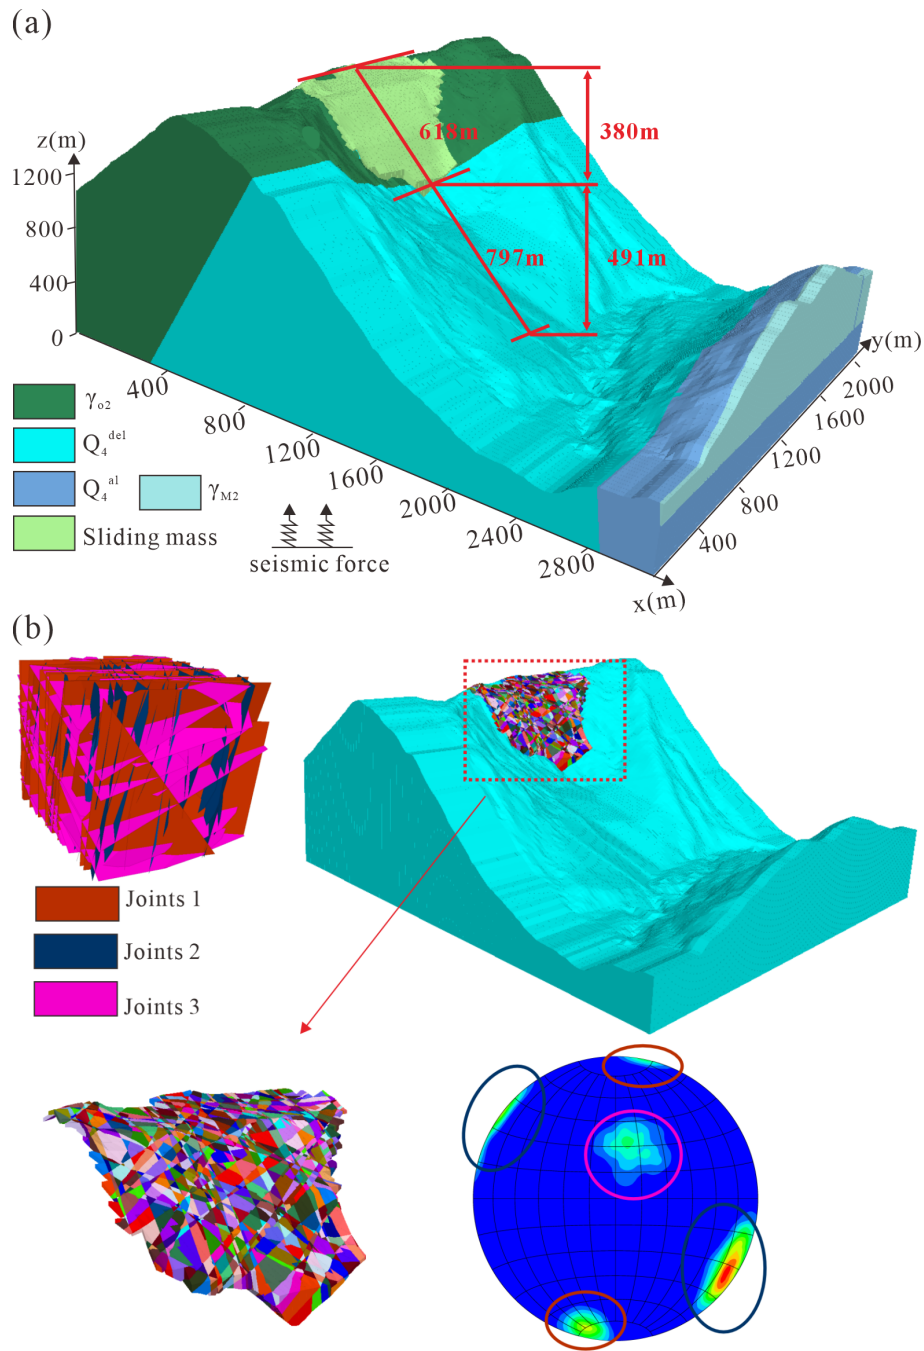 (a)
z(m)
1200
800
400
0
618m
380m
797m
491m
y(m)
2000
1600
1200
800
400
400
800
1200
1600
2000
2400
2800
x(m)
γo2
Q4del
Q4al
γM2
Sliding mass
seismic force
(b)
Joints 1
Joints 2
Joints 3